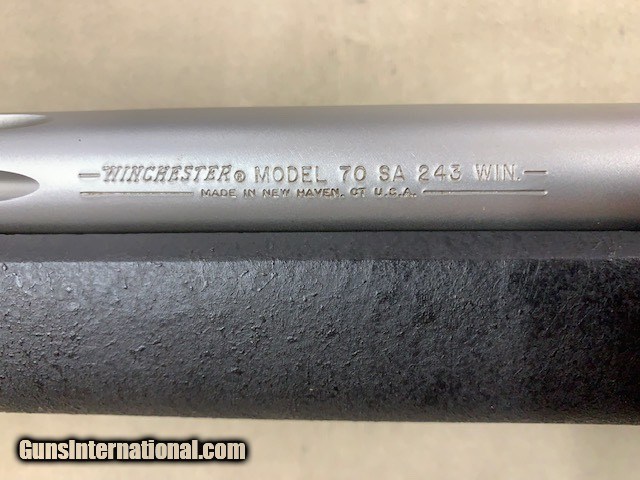 —WINCHESTER® MODEL 70 SA 243 WIN.—
MADE IN NEW HAVEN, CT U.S.A.
GunsInternational.com